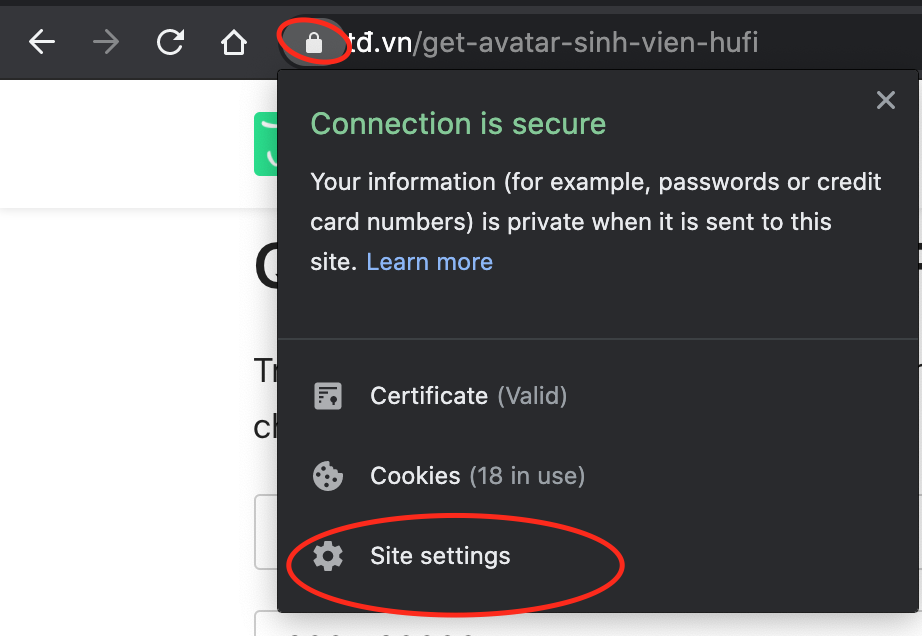 tđ.vn/get-avatar-sinh-vien-hufi
Connection is secure
Your information (for example, passwords or credit
card numbers) is private when it is sent to this
site. Learn more
Certificate (Valid)
Cookies (18 in use)
Site settings